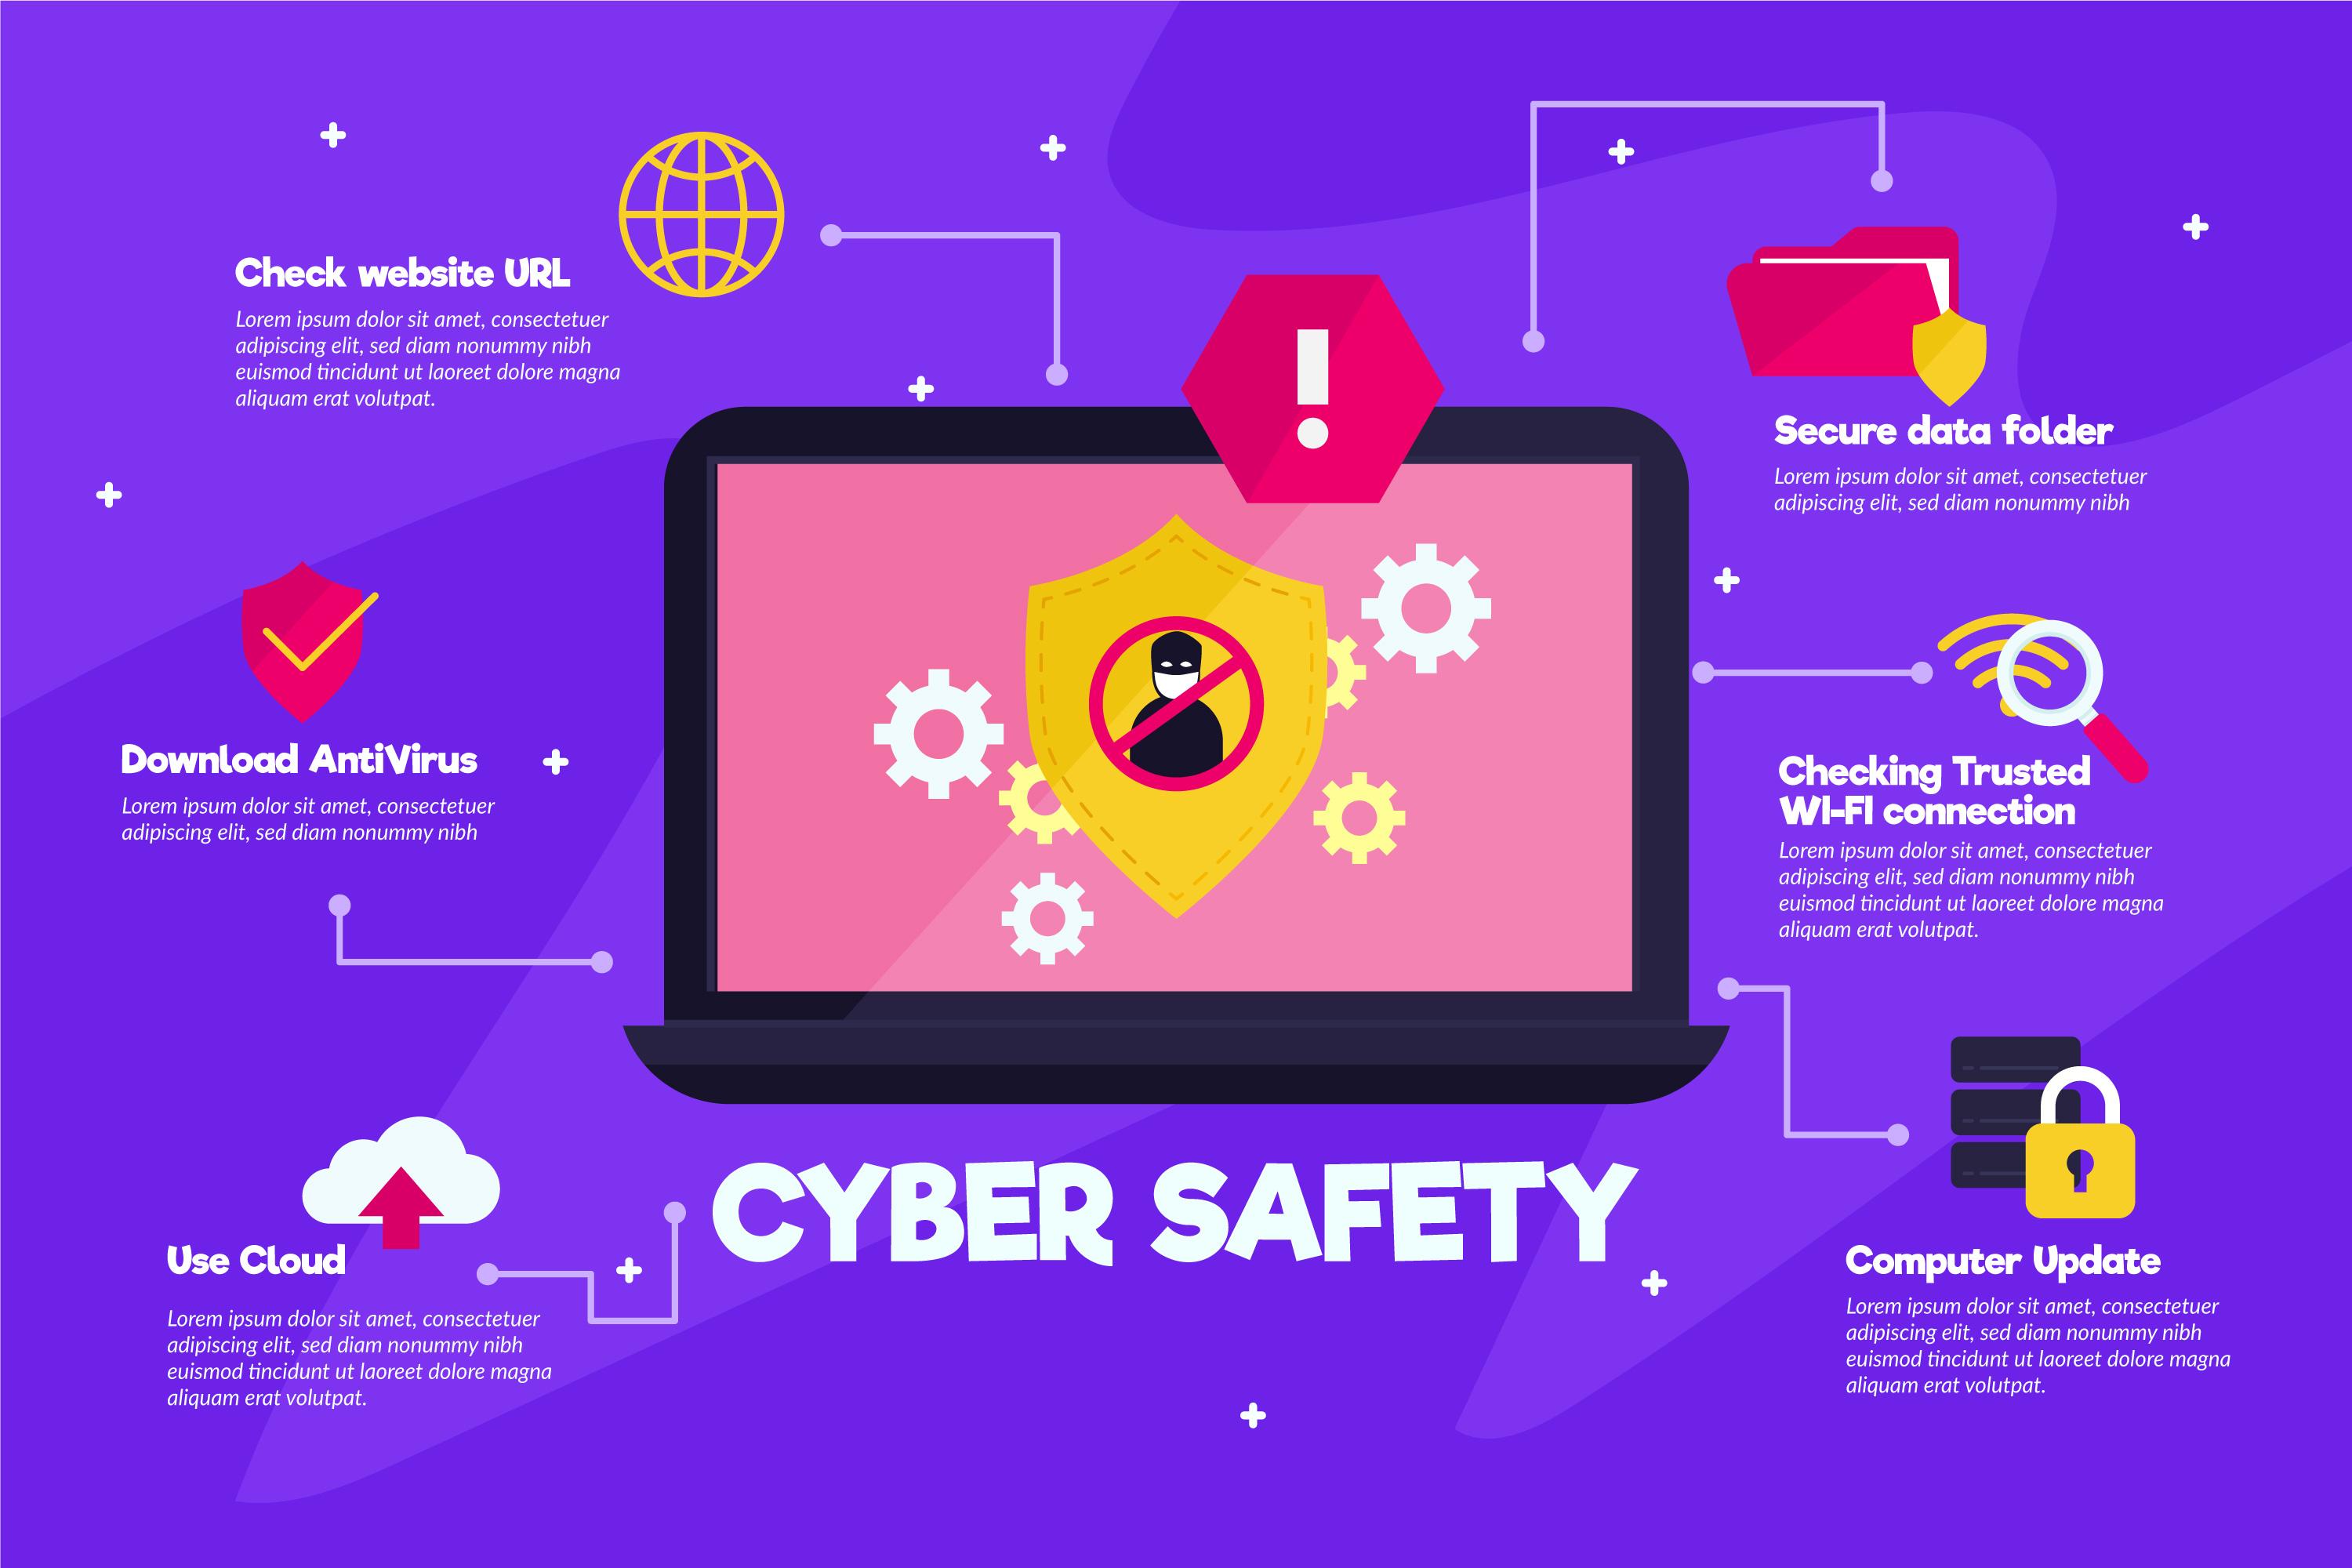 Check website URL
Lorem ipsum dolor sit amet, consectetuer
adipiscing elit, sed diam nonummy nibh
euismod tincidunt ut laoreet dolore magna
aliquam erat volutpat.
Download AntiVirus
Lorem ipsum dolor sit amet, consectetuer
adipiscing elit, sed diam nonummy nibh
Use Cloud
Lorem ipsum dolor sit amet, consectetuer
adipiscing elit, sed diam nonummy nibh
euismod tincidunt ut laoreet dolore magna
aliquam erat volutpat.
!
CYBER SAFETY
Secure data folder
Lorem ipsum dolor sit amet, consectetuer
adipiscing elit, sed diam nonummy nibh
Checking Trusted
WI-FI connection
Lorem ipsum dolor sit amet, consectetuer
adipiscing elit, sed diam nonummy nibh
euismod tincidunt ut laoreet dolore magna
aliquam erat volutpat.
Computer Update
Lorem ipsum dolor sit amet, consectetuer
adipiscing elit, sed diam nonummy nibh
euismod tincidunt ut laoreet dolore magna
aliquam erat volutpat.